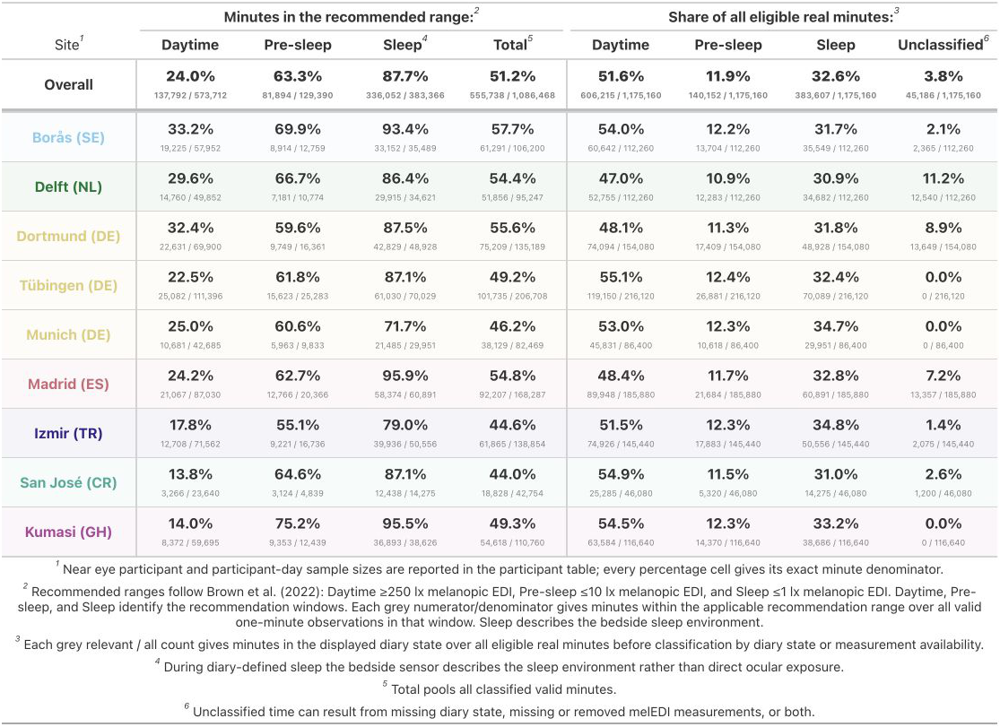 Minutes in the recommended range:2 Share of all eligible real minutes:3
Site1 Daytime Pre-sleep Sleep4 Total5 Daytime Pre-sleep Sleep Unclassified6
Overall 24.0% 63.3% 87.7% 51.2% 51.6% 11.9% 32.6% 3.8%
137,792 / 573,712 81,894 / 129,390 336,052 / 383,366 555,738 / 1,086,468 606,215 / 1,175,160 140,152 / 1,175,160 383,607 / 1,175,160 45,186 / 1,175,160
Borås (SE) 33.2% 69.9% 93.4% 57.7% 54.0% 12.2% 31.7% 2.1%
19,225 / 57,952 8,914 / 12,759 33,152 / 35,489 61,291 / 106,200 60,642 / 112,260 13,704 / 112,260 35,549 / 112,260 2,365 / 112,260
Delft (NL) 29.6% 66.7% 86.4% 54.4% 47.0% 10.9% 30.9% 11.2%
14,760 / 49,852 7,181 / 10,774 29,915 / 34,621 51,856 / 95,247 52,755 / 112,260 12,283 / 112,260 34,682 / 112,260 12,540 / 112,260
Dortmund (DE) 32.4% 59.6% 87.5% 55.6% 48.1% 11.3% 31.8% 8.9%
22,631 / 69,900 9,749 / 16,361 42,829 / 48,928 75,209 / 135,189 74,094 / 154,080 17,409 / 154,080 48,928 / 154,080 13,649 / 154,080
Tübingen (DE) 22.5% 61.8% 87.1% 49.2% 55.1% 12.4% 32.4% 0.0%
25,082 / 111,396 15,623 / 25,283 61,030 / 70,029 101,735 / 206,708 119,150 / 216,120 26,881 / 216,120 70,089 / 216,120 0 / 216,120
Munich (DE) 25.0% 60.6% 71.7% 46.2% 53.0% 12.3% 34.7% 0.0%
10,681 / 42,685 5,963 / 9,833 21,485 / 29,951 38,129 / 82,469 45,831 / 86,400 10,618 / 86,400 29,951 / 86,400 0 / 86,400
Madrid (ES) 24.2% 62.7% 95.9% 54.8% 48.4% 11.7% 32.8% 7.2%
21,067 / 87,030 12,766 / 20,366 58,374 / 60,891 92,207 / 168,287 89,948 / 185,880 21,684 / 185,880 60,891 / 185,880 13,357 / 185,880
Izmir (TR) 17.8% 55.1% 79.0% 44.6% 51.5% 12.3% 34.8% 1.4%
12,708 / 71,562 9,221 / 16,736 39,936 / 50,556 61,865 / 138,854 74,926 / 145,440 17,883 / 145,440 50,556 / 145,440 2,075 / 145,440
San José (CR) 13.8% 64.6% 87.1% 44.0% 54.9% 11.5% 31.0% 2.6%
3,266 / 23,640 3,124 / 4,839 12,438 / 14,275 18,828 / 42,754 25,285 / 46,080 5,320 / 46,080 14,275 / 46,080 1,200 / 46,080
Kumasi (GH) 14.0% 75.2% 95.5% 49.3% 54.5% 12.3% 33.2% 0.0%
8,372 / 59,695 9,353 / 12,439 36,893 / 38,626 54,618 / 110,760 63,584 / 116,640 14,370 / 116,640 38,686 / 116,640 0 / 116,640
1 Near eye participant and participant-day sample sizes are reported in the participant table; every percentage cell gives its exact minute denominator.
2 Recommended ranges follow Brown et al. (2022): Daytime ≥250 lx melanopic EDI, Pre-sleep ≤10 lx melanopic EDI, and Sleep ≤1 lx melanopic EDI. Daytime, Pre-
sleep, and Sleep identify the recommendation windows. Each grey numerator/denominator gives minutes within the applicable recommendation range over all valid
one-minute observations in that window. Sleep describes the bedside sleep environment.
3 Each grey relevant / all count gives minutes in the displayed diary state over all eligible real minutes before classification by diary state or measurement availability.
4 During diary-defined sleep the bedside sensor describes the sleep environment rather than direct ocular exposure.
5 Total pools all classified valid minutes.
6 Unclassified time can result from missing diary state, missing or removed melEDI measurements, or both.